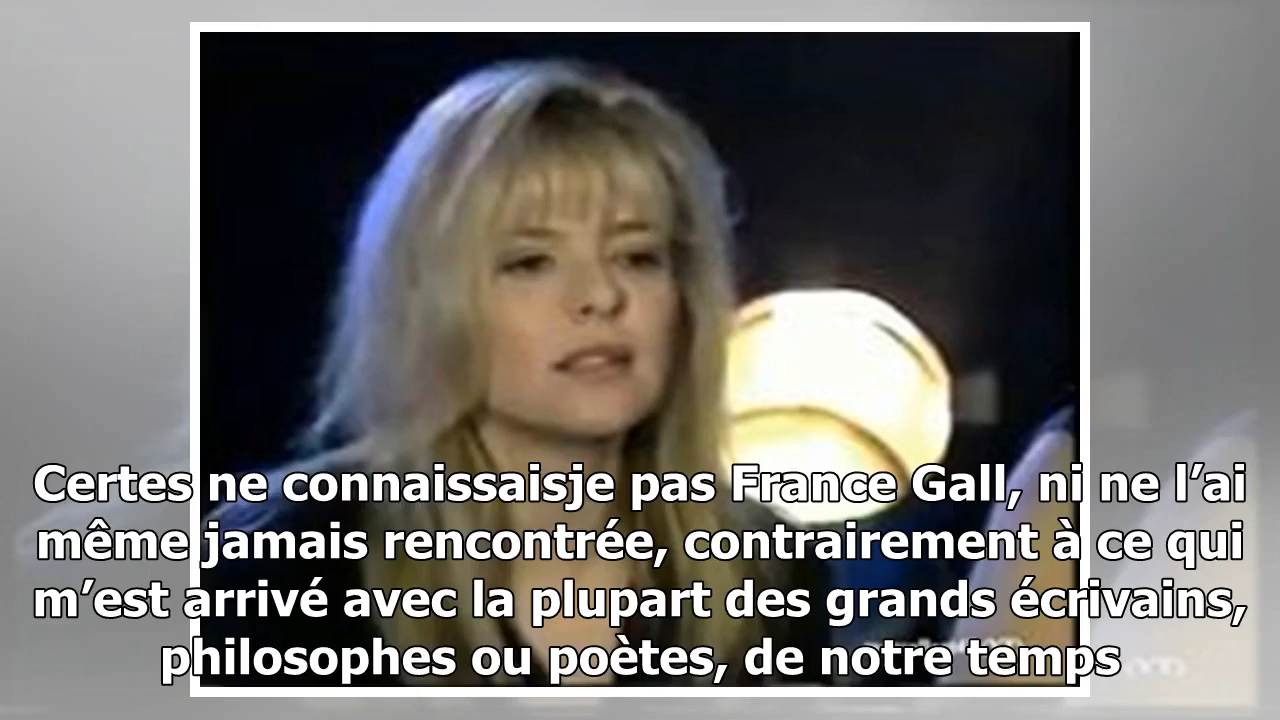 Certes ne connaissaisje pas France Gall, ni ne l’ai
même jamais rencontrée, contrairement à ce qui
m’est arrivé avec la plupart des grands écrivains,
philosophes ou poètes, de notre temps